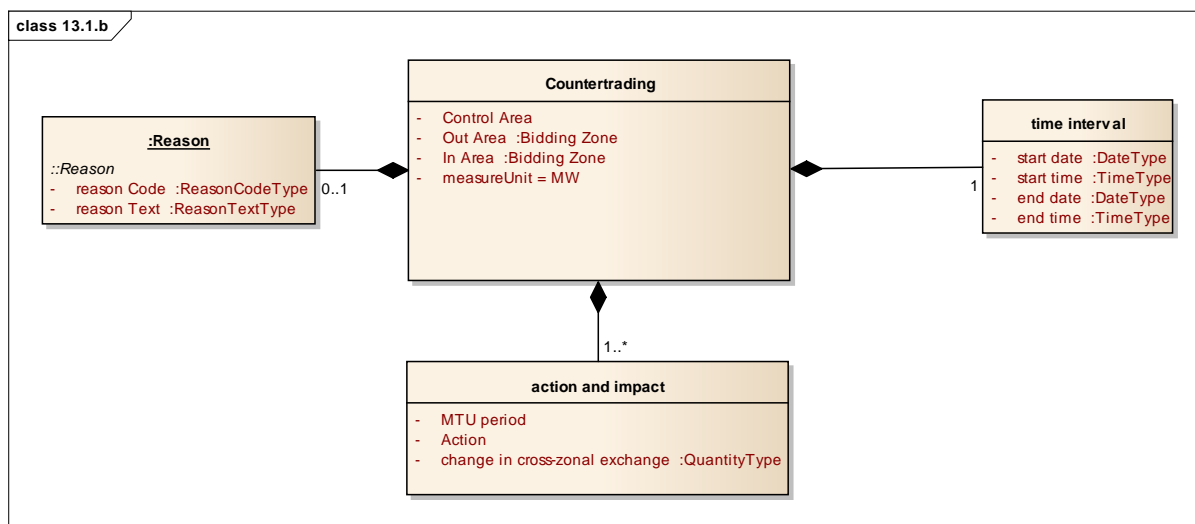 class 13.1.b
:Reason
::Reason
- reason Code :ReasonCodeType
- reason Text :ReasonTextType
0..1
Countertrading
- Control Area
- Out Area :Bidding Zone
- In Area :Bidding Zone
- measureUnit = MW
1
time interval
- start date :DateType
- start time :TimeType
- end date :DateType
- end time :TimeType
1..*
action and impact
- MTU period
- Action
- change in cross-zonal exchange :QuantityType